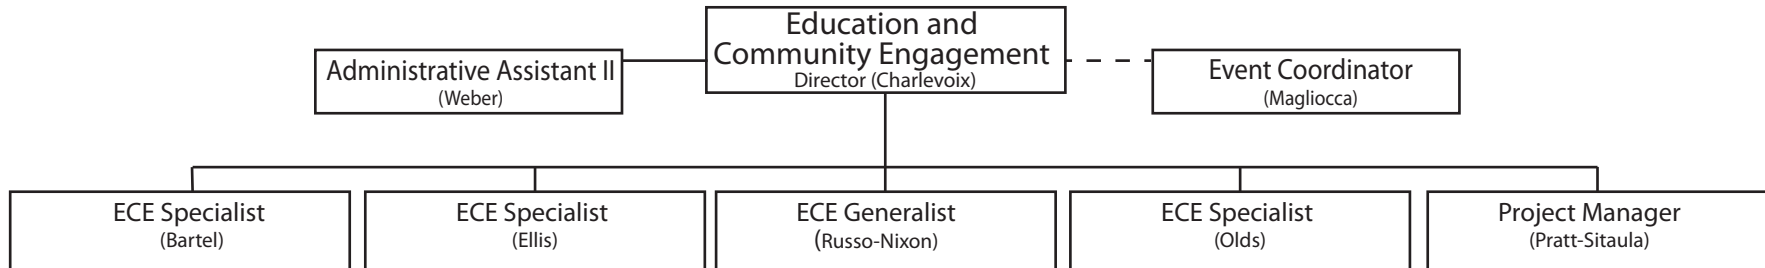 Education and
Community Engagement
Director (Charlevoix)
Administrative Assistant II
(Weber)
Event Coordinator
(Magliocca)
ECE Specialist
(Bartel)
ECE Specialist
(Ellis)
ECE Generalist
(Russo-Nixon)
ECE Specialist
(Olds)
Project Manager
(Pratt-Sitaula)